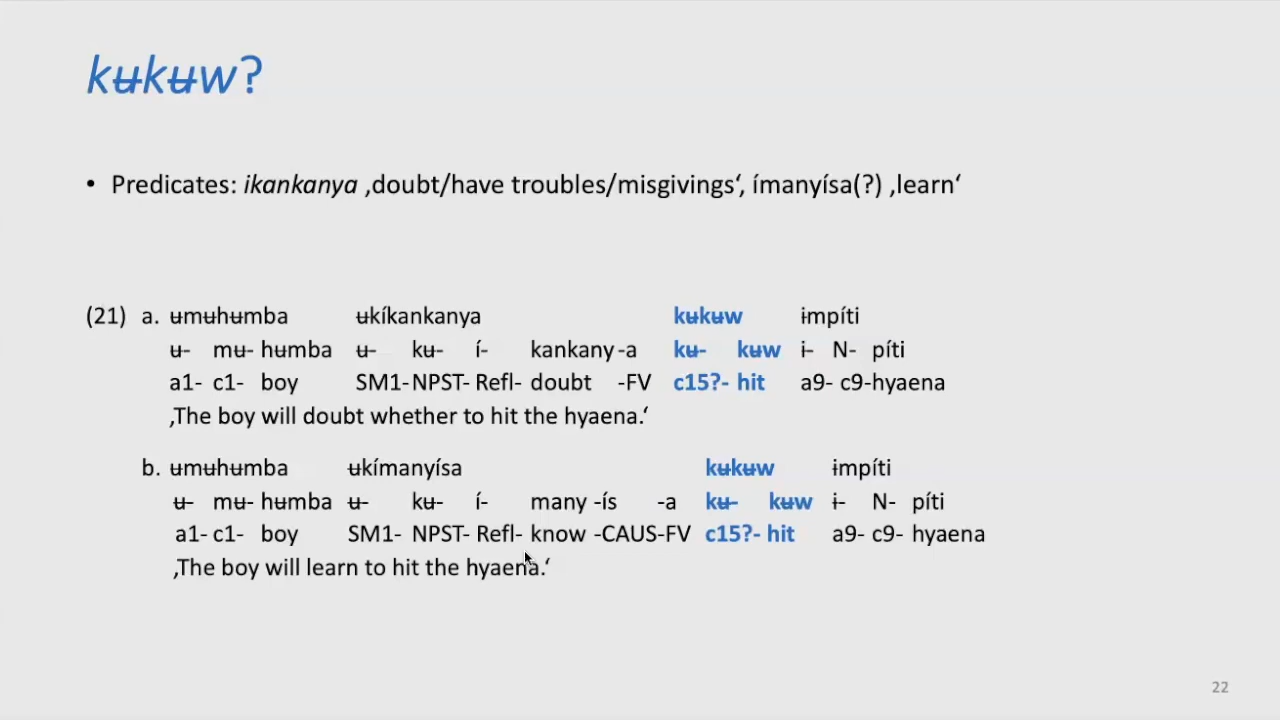 kʉkʉw?
• Predicates: ikankanya ‚doubt/have troubles/misgivings‘, ímanyísa(?) ‚learn‘
(21) a. ʉmʉhʉmba ʉkíkankanya kʉkʉw ɨmpíti
ʉ- mʉ- hʉmba ʉ- kʉ- í- kankany -a kʉ- kʉw ɨ- N- píti
a1- c1- boy SM1- NPST- Refl- doubt -FV c15?- hit a9- c9-hyaena
‚The boy will doubt whether to hit the hyaena.‘
b. ʉmʉhʉmba ʉkímanyísa kʉkʉw ɨmpíti
ʉ- mʉ- hʉmba ʉ- kʉ- í- many -ís -a kʉ- kʉw ɨ- N- píti
a1- c1- boy SM1- NPST- Refl- know -CAUS-FV c15?- hit a9- c9- hyaena
‚The boy will learn to hit the hyaena.‘
22